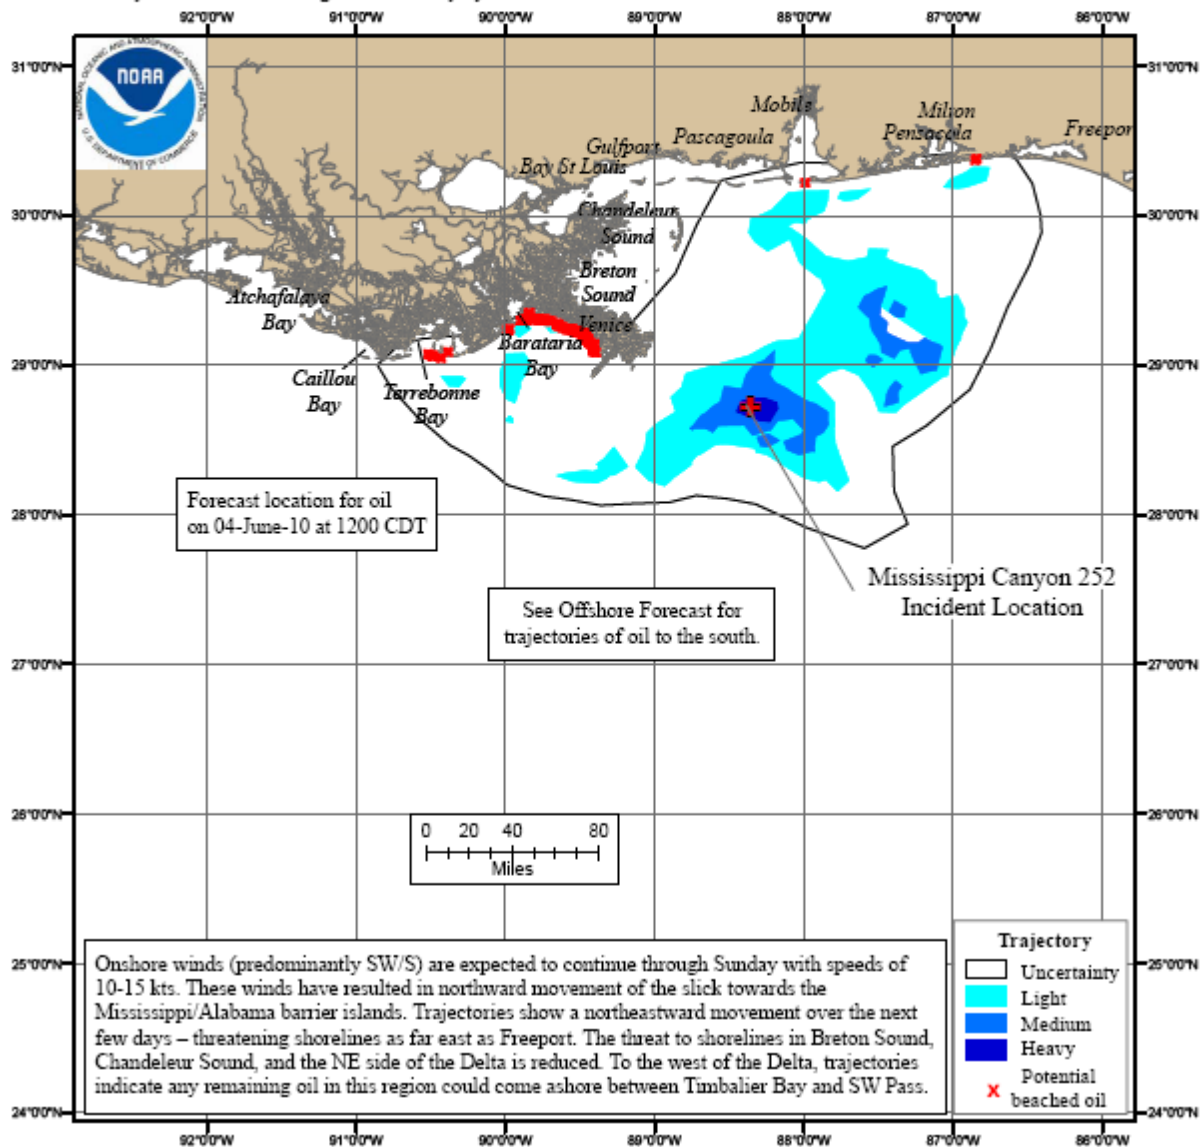 92°0'0"W 91°0'0"W 90°0'0"W 89°0'0"W 88°0'0"W 87°0'0"W 86°0'0"W
31°0'0"N 31°0'0"N
NATIONAL OCEANIC AND ATMOSPHERIC ADMINISTRATION
NOAA
U.S. DEPARTMENT OF COMMERCE
Mobile
Milton
Pascagoula
Pensacola
Freepor
Gulfport
Bay St Louis
30°0'0"N 30°0'0"N
Chandeleur
Sound
Breton
Sound
Atchafalaya
Bay
Venice
Barataria
Bay
29°0'0"N 29°0'0"N
Caillou
Bay
Terrebonne
Bay
Forecast location for oil
on 04-June-10 at 1200 CDT
28°0'0"N 28°0'0"N
Mississippi Canyon 252
Incident Location
See Offshore Forecast for
trajectories of oil to the south.
27°0'0"N 27°0'0"N
26°0'0"N 26°0'0"N
0 20 40 80
Miles
25°0'0"N 25°0'0"N
Onshore winds (predominantly SW/S) are expected to continue through Sunday with speeds of
10-15 kts. These winds have resulted in northward movement of the slick towards the
Mississippi/Alabama barrier islands. Trajectories show a northeastward movement over the next
few days – threatening shorelines as far east as Freeport. The threat to shorelines in Breton Sound,
Chandeleur Sound, and the NE side of the Delta is reduced. To the west of the Delta, trajectories
indicate any remaining oil in this region could come ashore between Timbalier Bay and SW Pass.
Trajectory
Uncertainty
Light
Medium
Heavy
x Potential
beached oil
24°0'0"N 24°0'0"N
92°0'0"W 91°0'0"W 90°0'0"W 89°0'0"W 88°0'0"W 87°0'0"W 86°0'0"W